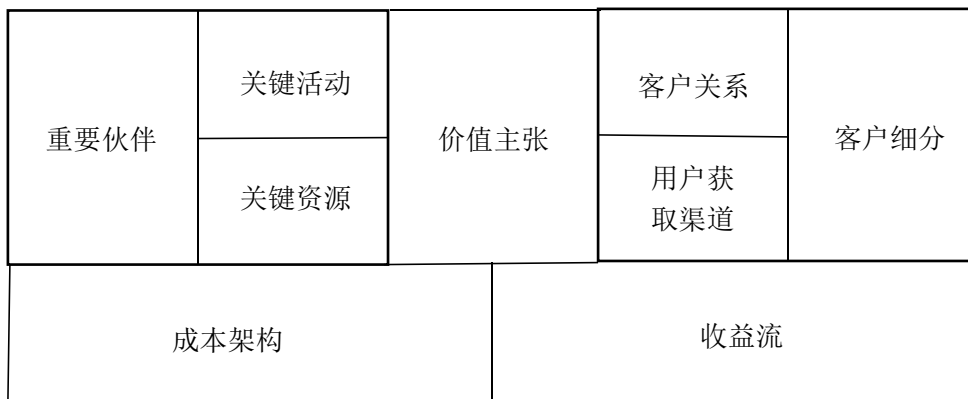 重要伙伴
关键活动
关键资源
价值主张
客户关系
用户获
取渠道
客户细分
成本架构
收益流